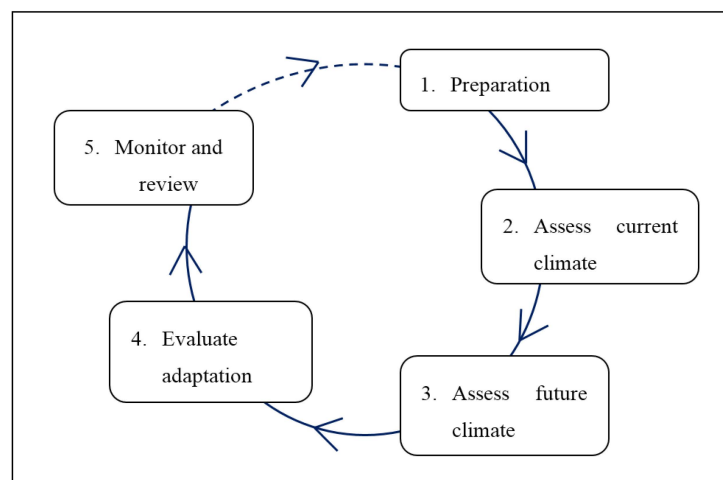 1. Preparation
2. Assess current
climate
3. Assess future
climate
4. Evaluate
adaptation
5. Monitor and
review